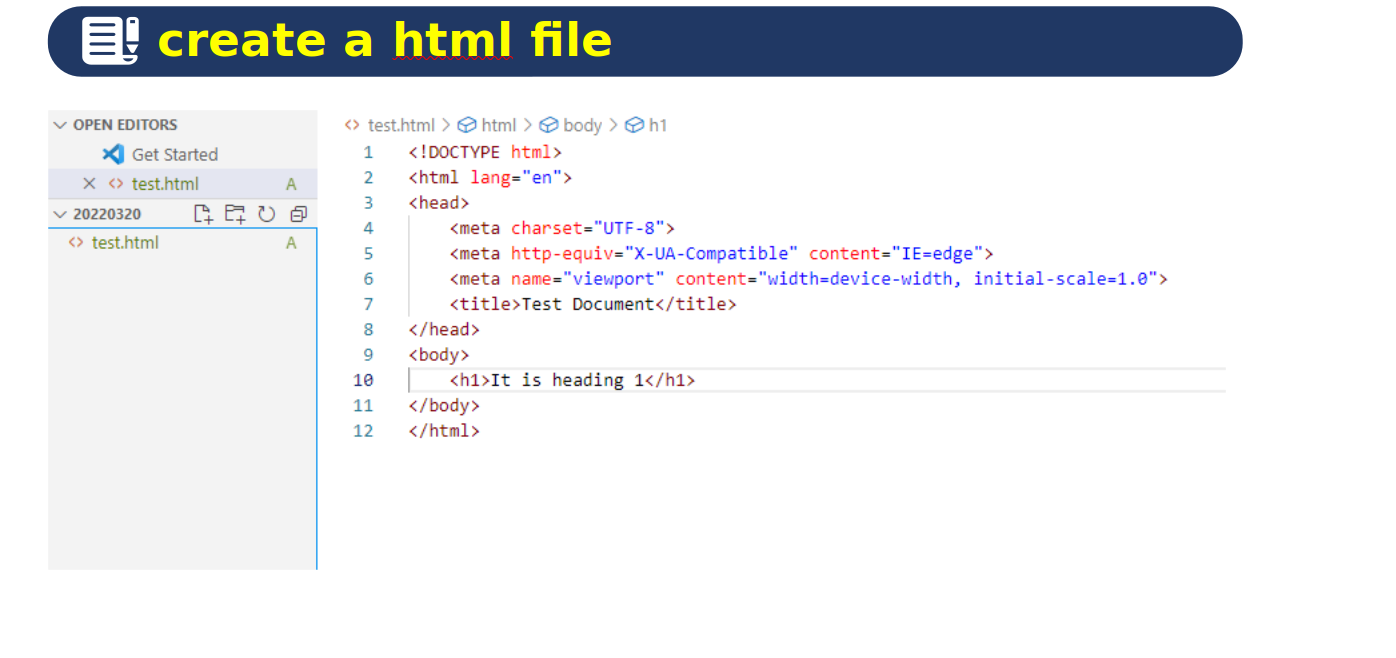 create a html file
OPEN EDITORS
Get Started
test.html A
20220320
test.html A
test.html > html > body > h1
1 <!DOCTYPE html>
2 <html lang="en">
3 <head>
4     <meta charset="UTF-8">
5     <meta http-equiv="X-UA-Compatible" content="IE=edge">
6     <meta name="viewport" content="width=device-width, initial-scale=1.0">
7     <title>Test Document</title>
8 </head>
9 <body>
10     <h1>It is heading 1</h1>
11 </body>
12 </html>